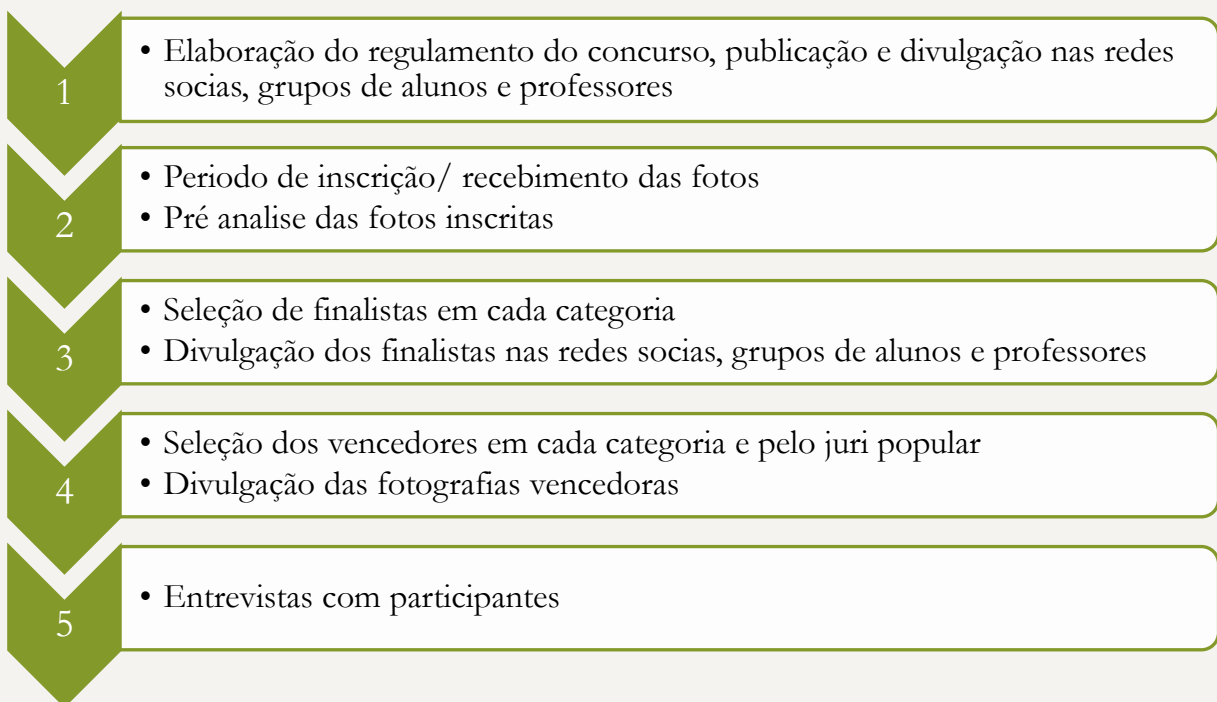 1
• Elaboração do regulamento do concurso, publicação e divulgação nas redes
socias, grupos de alunos e professores
2
• Periodo de inscrição/ recebimento das fotos
• Pré analise das fotos inscritas
3
• Seleção de finalistas em cada categoria
• Divulgação dos finalistas nas redes socias, grupos de alunos e professores
4
• Seleção dos vencedores em cada categoria e pelo juri popular
• Divulgação das fotografias vencedoras
5
• Entrevistas com participantes